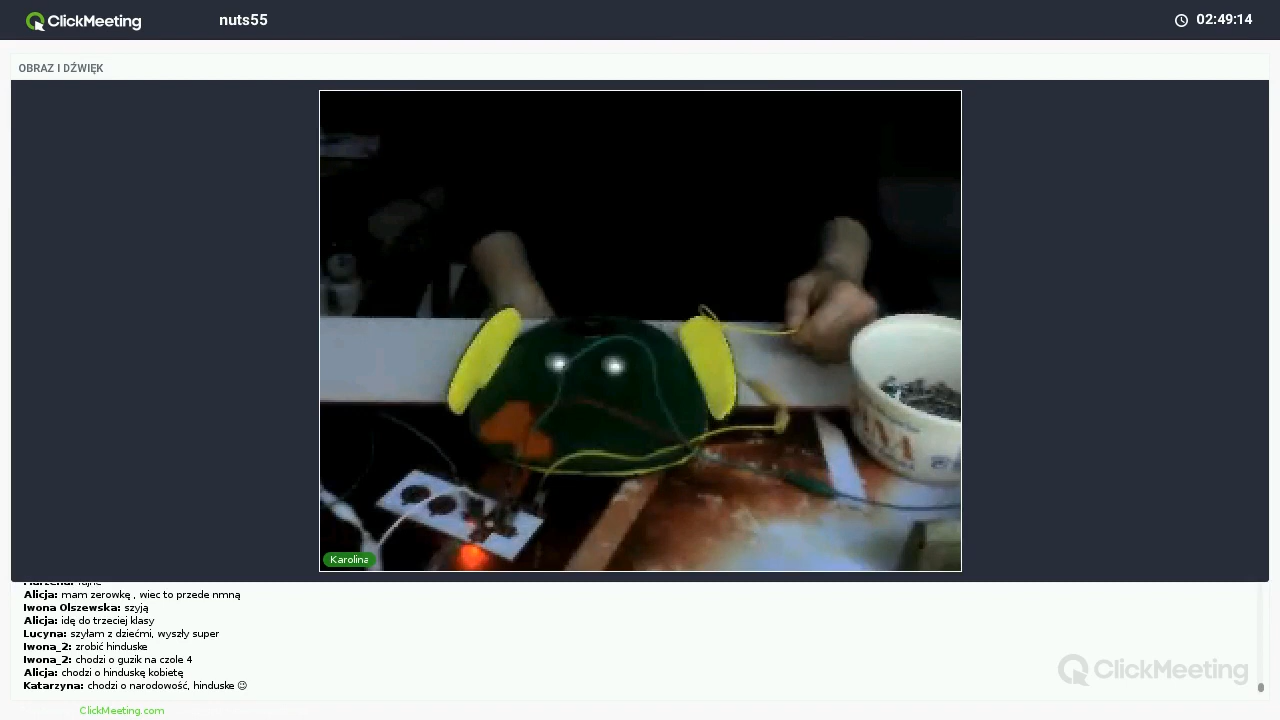 ClickMeeting
nuts55
02:49:14
OBRAZ I DŹWIĘK
Karolina
Marzena: fajne
Alicja: mam zerowkę , wiec to przede nmną
Iwona Olszewska: szyją
Alicja: idę do trzeciej klasy
Lucyna: szyłam z dziećmi, wyszły super
Iwona_2: zrobić hinduske
Iwona_2: chodzi o guzik na czole 4
Alicja: chodzi o hinduskę kobietę
Katarzyna: chodzi o narodowość, hinduske ☺
ClickMeeting
ClickMeeting.com